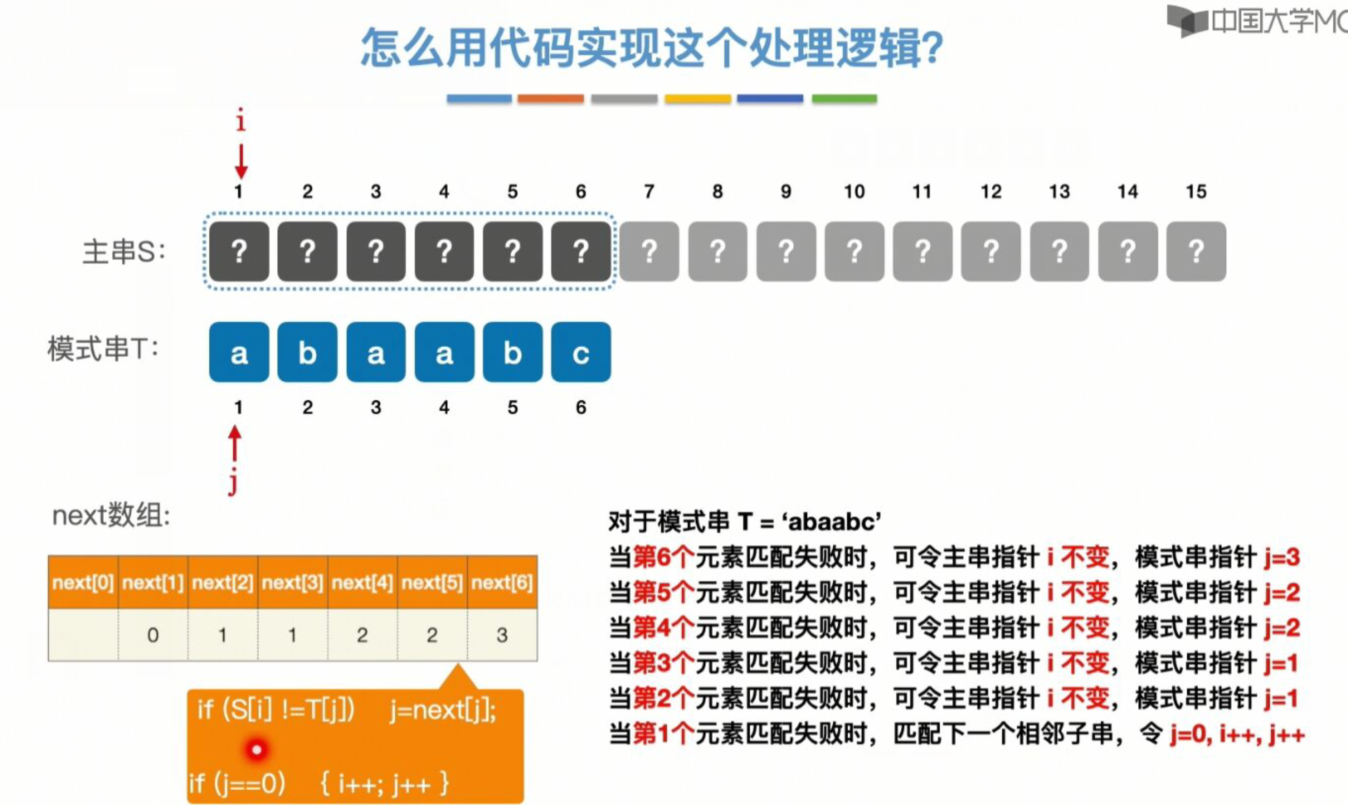 中国大学MO
怎么用代码实现这个处理逻辑?
i
1 2 3 4 5 6 7 8 9 10 11 12 13 14 15
主串S: ? ? ? ? ? ? ? ? ? ? ? ? ? ? ?
模式串T: a b a a b c
1 2 3 4 5 6
j
next数组:
next[0] next[1] next[2] next[3] next[4] next[5] next[6]
0 1 1 2 2 3
if (S[i] !=T[j]) j=next[j];
if (j==0) { i++; j++ }
对于模式串 T = ‘abaabc’
当第6个元素匹配失败时，可令主串指针 i 不变，模式串指针 j=3
当第5个元素匹配失败时，可令主串指针 i 不变，模式串指针 j=2
当第4个元素匹配失败时，可令主串指针 i 不变，模式串指针 j=2
当第3个元素匹配失败时，可令主串指针 i 不变，模式串指针 j=1
当第2个元素匹配失败时，可令主串指针 i 不变，模式串指针 j=1
当第1个元素匹配失败时，匹配下一个相邻子串，令 j=0, i++, j++